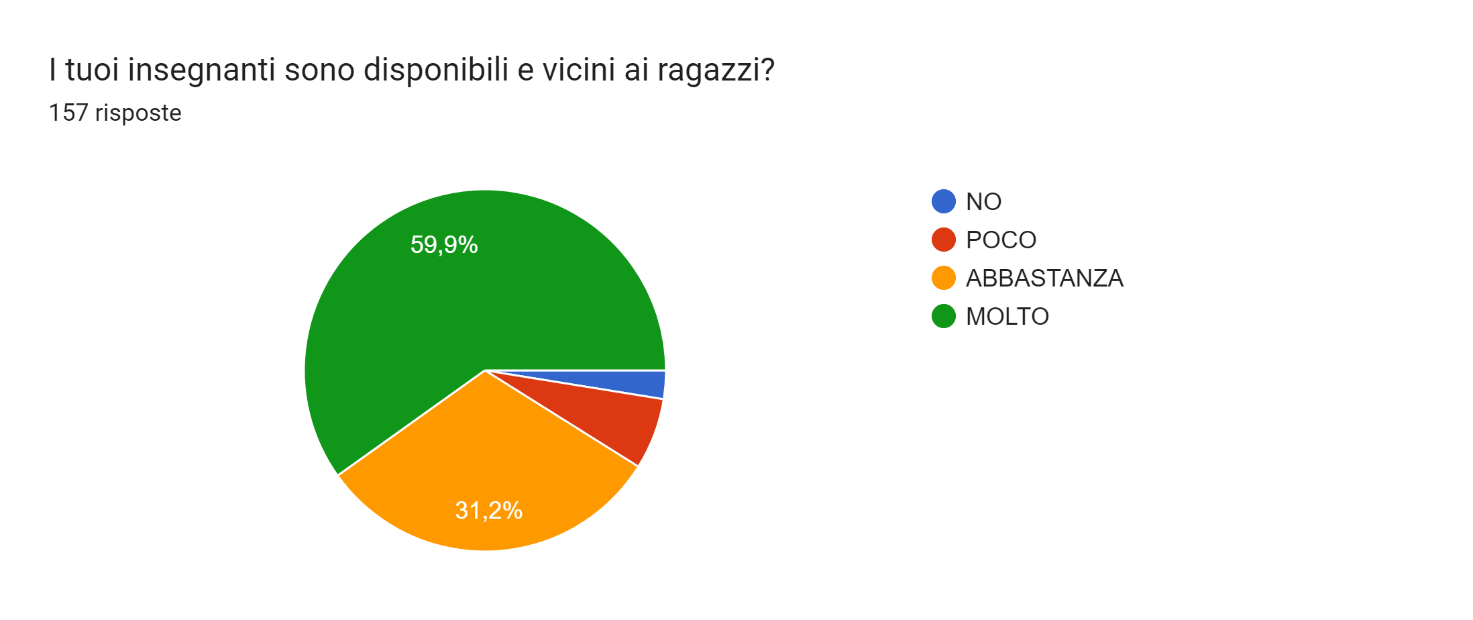 I tuoi insegnanti sono disponibili e vicini ai ragazzi?
157 risposte
59,9%
31,2%
NO
POCO
ABBASTANZA
MOLTO